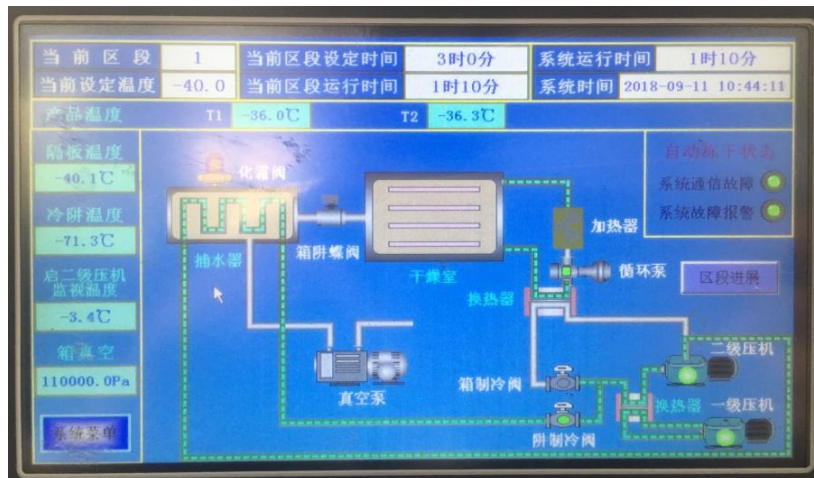 当前区段 1 当前区段设定时间 3时0分 系统运行时间 1时10分
当前设定温度 -40.0 当前区段运行时间 1时10分 系统时间 2018-09-11 10:44:11
产品温度 T1 -36.0℃ T2 -36.3℃
隔板温度
-40.1℃
冷阱温度
-71.3℃
启二级压机
监视温度
-3.4℃
箱真空
110000.0Pa
系统菜单
化霜阀
捕水器
箱阱蝶阀
干燥室
加热器
循环泵
换热器
真空泵
箱制冷阀
阱制冷阀
换热器
二级压机
一级压机
自动冻干状态
系统通信故障
系统故障报警
区段进展